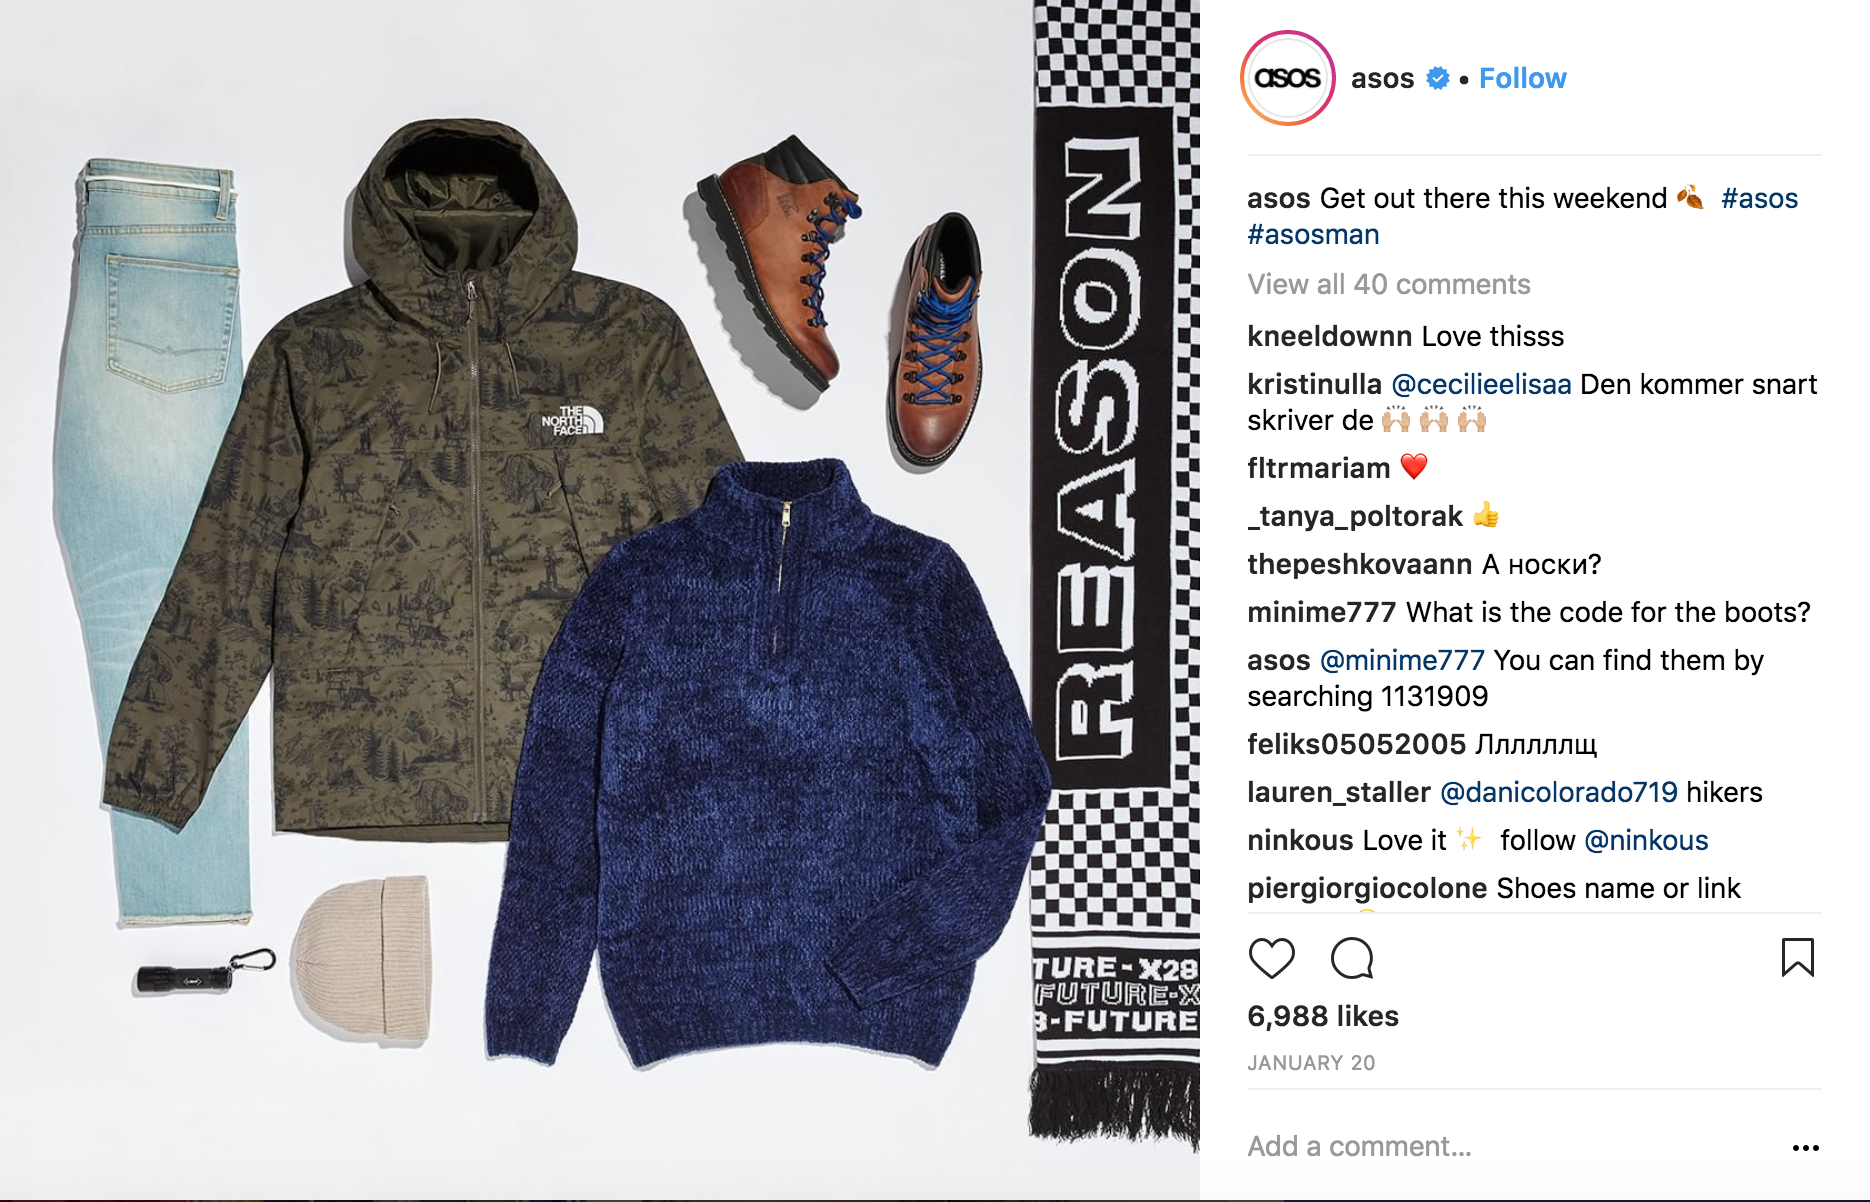 THE
NORTH
FACE
REASON
TURE-X28
FUTURE-X
8-FUTURE
asos
asos • Follow
asos Get out there this weekend 🍂 #asos
#asosman
View all 40 comments
kneeldownn Love thisss
kristinulla @cecilieelisaa Den kommer snart
skriver de 🙌🏼 🙌🏼 🙌🏼
fltrmariam ❤️
_tanya_poltorak 👍
thepeshkovaann А носки?
minime777 What is the code for the boots?
asos @minime777 You can find them by
searching 1131909
feliks05052005 Ллллллщ
lauren_staller @danicolorado719 hikers
ninkous Love it ✨ follow @ninkous
piergiorgiocolone Shoes name or link
6,988 likes
JANUARY 20
Add a comment...